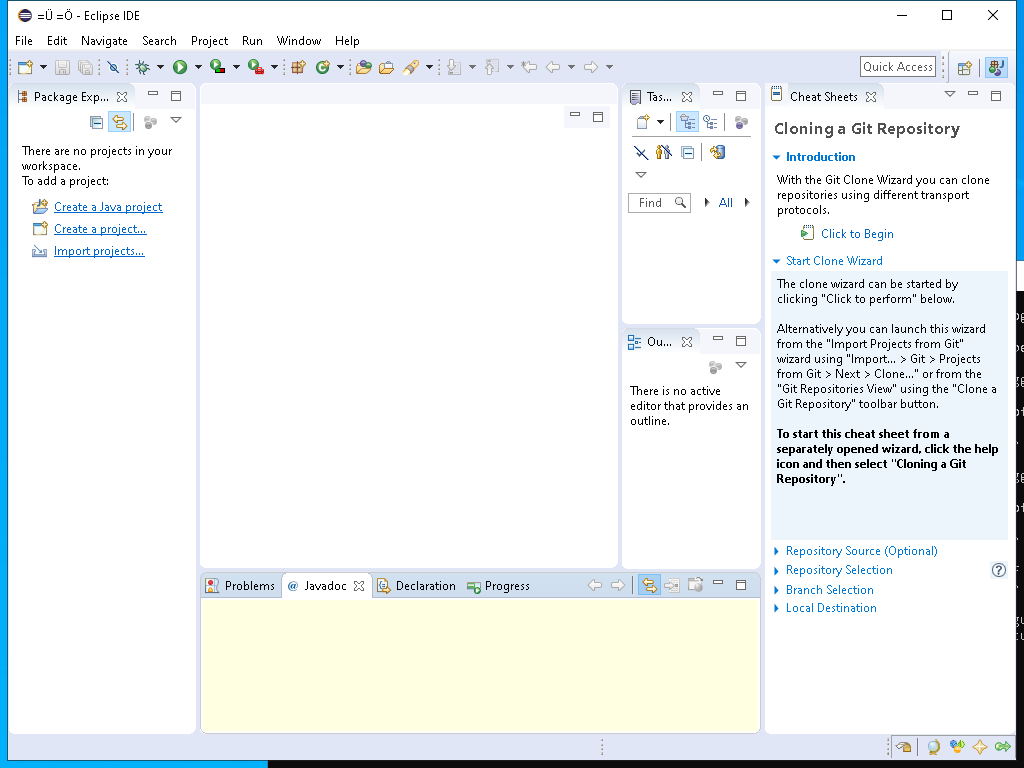 =Ü =Ö - Eclipse IDE
File Edit Navigate Search Project Run Window Help
Quick Access
Package Exp...
There are no projects in your
workspace.
To add a project:
Create a Java project
Create a project...
Import projects...
Tas...
Find
All
Ou...
There is no active
editor that provides an
outline.
Problems @ Javadoc Declaration Progress
Cheat Sheets
Cloning a Git Repository
Introduction
With the Git Clone Wizard you can clone
repositories using different transport
protocols.
Click to Begin
Start Clone Wizard
The clone wizard can be started by
clicking "Click to perform" below.
Alternatively you can launch this wizard
from the "Import Projects from Git"
wizard using "Import... > Git > Projects
from Git > Next > Clone..." or from the
"Git Repositories View" using the "Clone a
Git Repository" toolbar button.
To start this cheat sheet from a
separately opened wizard, click the help
icon and then select "Cloning a Git
Repository".
Repository Source (Optional)
Repository Selection
Branch Selection
Local Destination